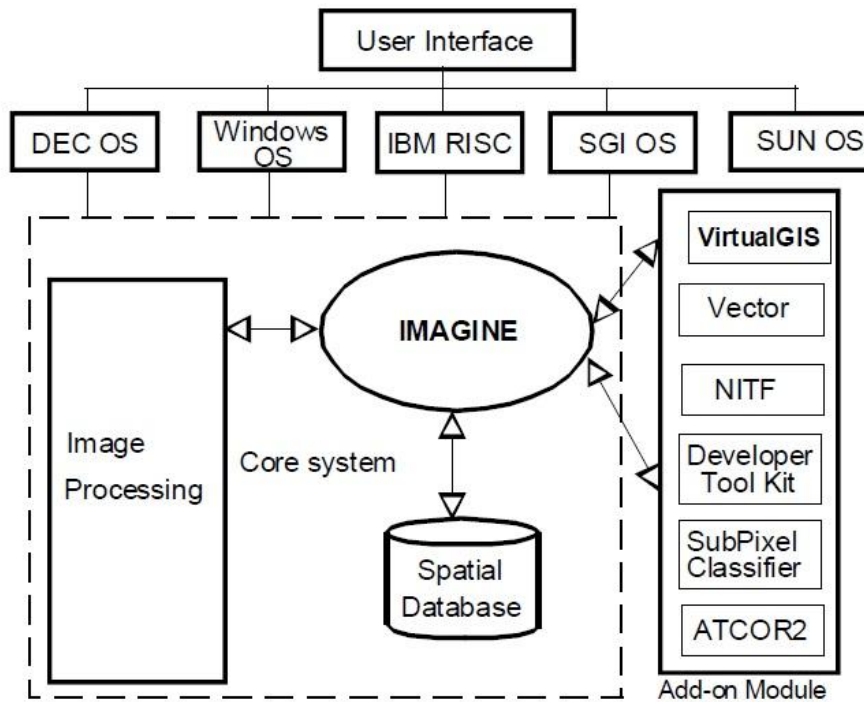 User Interface
DEC OS
Windows
OS
IBM RISC
SGI OS
SUN OS
IMAGINE
Image
Processing
Core system
Spatial
Database
VirtualGIS
Vector
NITF
Developer
Tool Kit
SubPixel
Classifier
ATCOR2
Add-on Module